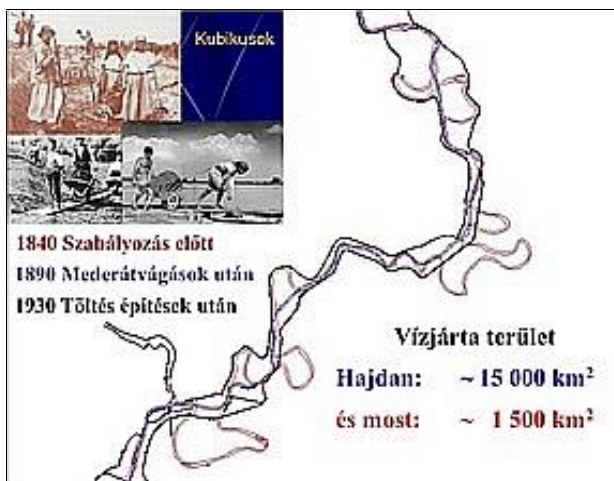 Kubikusok
1840 Szabályozás előtt
1890 Mederátvágások után
1930 Töltés építések után
Vízjárta terület
Hajdan: ~ 15 000 km²
és most: ~ 1 500 km²